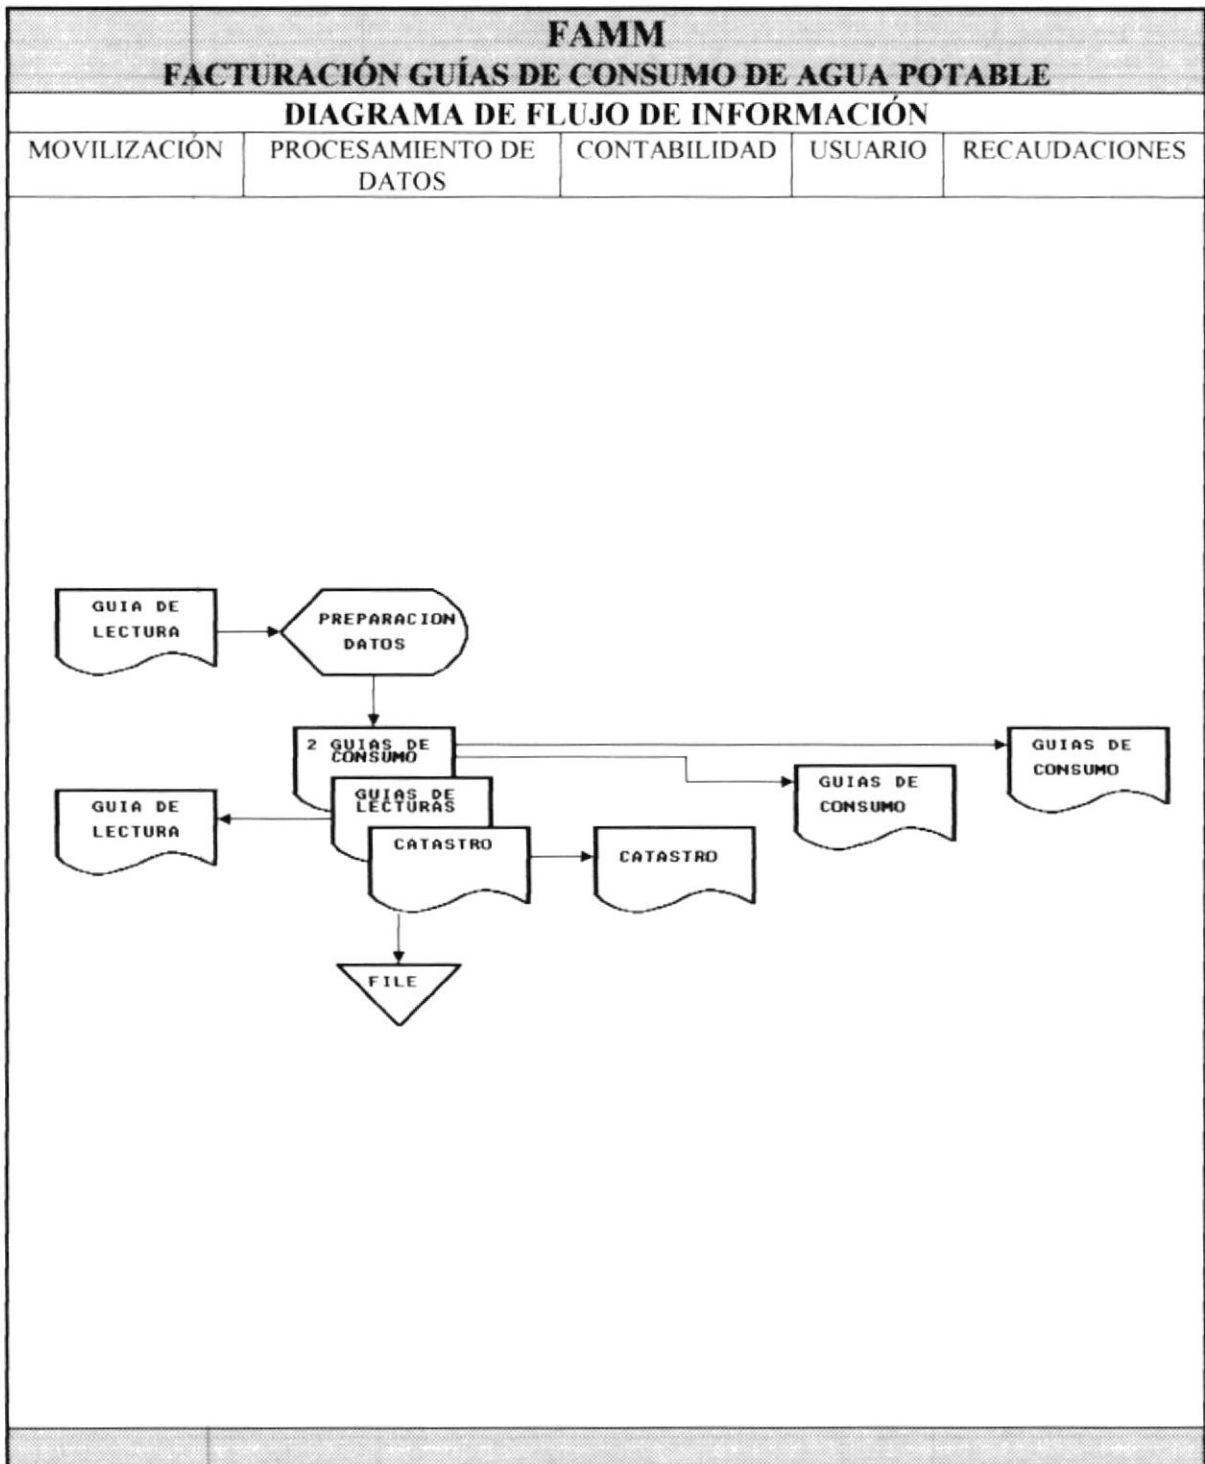 FAMM
FACTURACIÓN GUÍAS DE CONSUMO DE AGUA POTABLE
DIAGRAMA DE FLUJO DE INFORMACIÓN
MOVILIZACIÓN
PROCESAMIENTO DE
DATOS
CONTABILIDAD
USUARIO
RECAUDACIONES
GUIA DE
LECTURA
PREPARACION
DATOS
2 GUIAS DE
CONSUMO
GUIAS DE
CONSUMO
GUIAS DE
LECTURAS
GUIAS DE
CONSUMO
GUIA DE
LECTURA
CATASTRO
CATASTRO
FILE